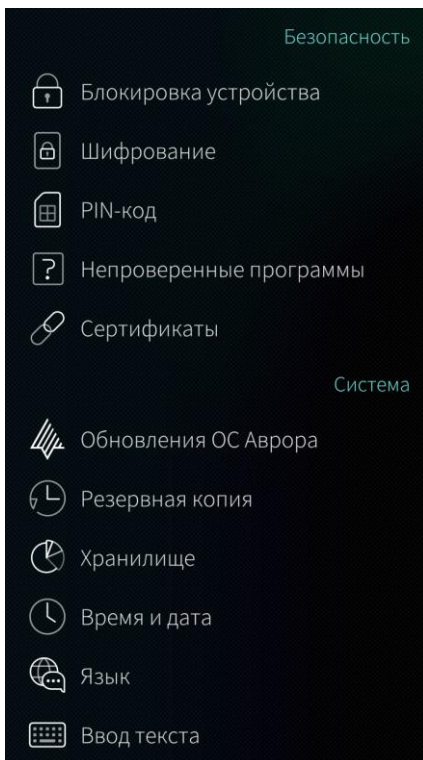 Безопасность
Блокировка устройства
Шифрование
PIN-код
Непроверенные программы
Сертификаты
Система
Обновления ОС Аврора
Резервная копия
Хранилище
Время и дата
Язык
Ввод текста